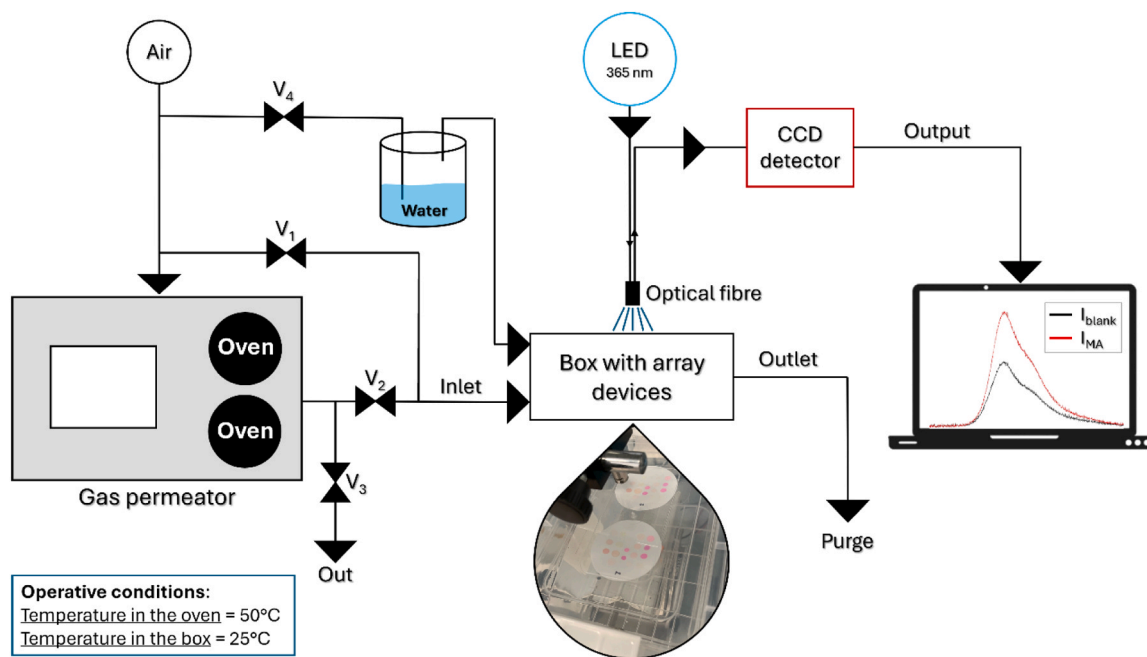 Air
LED
365 nm
V₄
CCD
detector
Output
Water
V₁
Optical fibre
I_blank
I_MA
Oven
Oven
V₂
Inlet
Box with array
devices
Outlet
V₃
Gas permeator
Out
Purge
Operative conditions:
Temperature in the oven = 50°C
Temperature in the box = 25°C